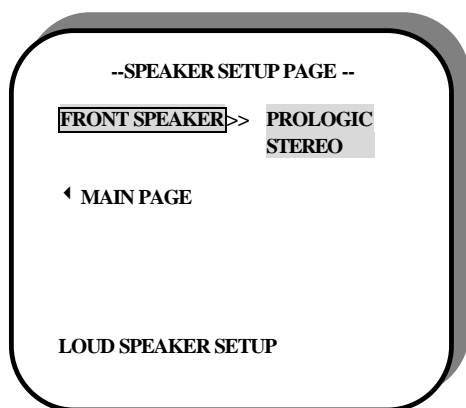 --SPEAKER SETUP PAGE --
FRONT SPEAKER>> PROLOGIC
STEREO
MAIN PAGE
LOUD SPEAKER SETUP